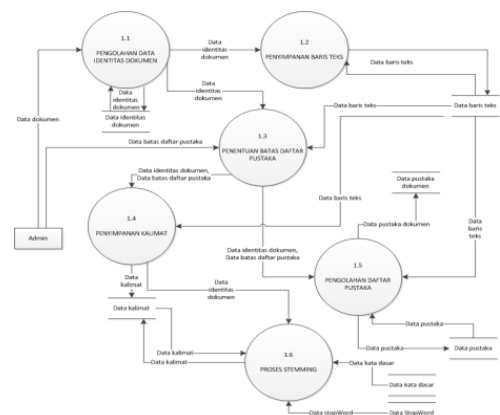 1.1
PENGOLAHAN DATA
IDENTITAS DOKUMEN
Data
identitas
dokumen
1.2
PENYIMPANAN BARIS TEKS
Data baris teks
Data
identitas
dokumen
Data
identitas
dokumen
Data identitas
dokumen
Data baris teks
Data baris teks
Data dokumen
Data batas daftar pustaka
1.3
PENENTUAN BATAS DAFTAR
PUSTAKA
Data identitas dokumen,
Data batas daftar pustaka
Data pustaka
dokumen
Data
baris teks
1.4
PENYIMPANAN KALIMAT
Data pustaka dokumen
Data
baris
teks
Admin
Data identitas dokumen,
Data batas daftar pustaka
1.5
PENGOLAHAN DAFTAR
PUSTAKA
Data
kalimat
Data
identitas
dokumen
Data kalimat
Data pustaka
Data pustaka
Data pustaka
Data kalimat
Data kalimat
1.6
PROSES STEMMING
Data kata dasar
Data kata dasar
Data stopWord
Data StopWord